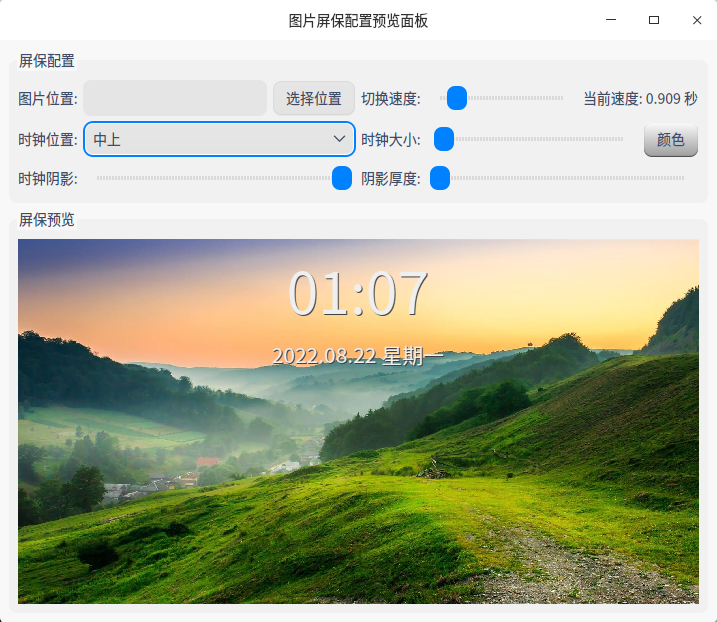 图片屏保配置预览面板
屏保配置
图片位置: 选择位置 切换速度: 当前速度: 0.909 秒
时钟位置: 中上 时钟大小: 颜色
时钟阴影: 阴影厚度:
屏保预览
01:07
2022.08.22 星期一